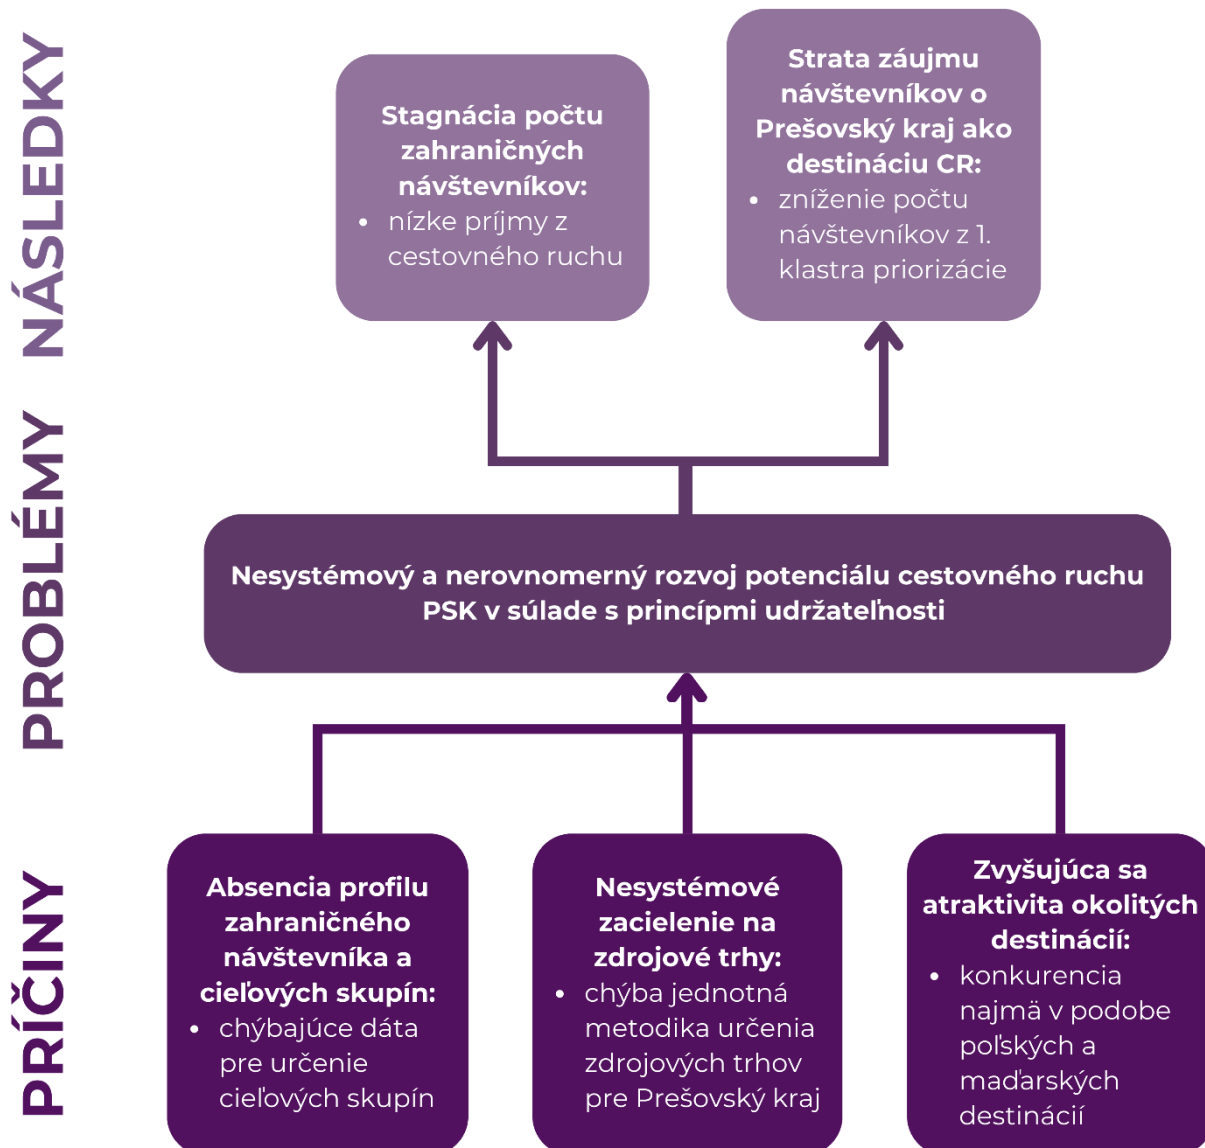 NÁSLEDKY
Stagnácia počtu
zahraničných
návštevníkov:
• nízke príjmy z
cestovného ruchu
Strata záujmu
návštevníkov o
Prešovský kraj ako
destináciu CR:
• zníženie počtu
návštevníkov z 1.
klastra priorizácie
PROBLÉMY
Nesystémový a nerovnomerný rozvoj potenciálu cestovného ruchu
PSK v súlade s princípmi udržateľnosti
PRÍČINY
Absencia profilu
zahraničného
návštevníka a
cieľových skupín:
• chýbajúce dáta
pre určenie
cieľových skupín
Nesystémové
zacielenie na
zdrojové trhy:
• chýba jednotná
metodika určenia
zdrojových trhov
pre Prešovský kraj
Zvyšujúca sa
atraktivita okolitých
destinácií:
• konkurencia
najmä v podobe
poľských a
maďarských
destinácií